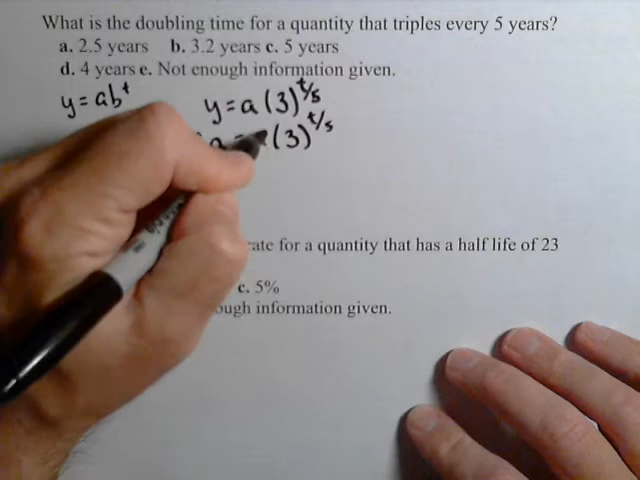 What is the doubling time for a quantity that triples every 5 years?
a. 2.5 years b. 3.2 years c. 5 years
d. 4 years e. Not enough information given.
y=ab^t y=a(3)^t/5
(3)^t/5
for a quantity that has a half life of 23
c. 5%
information given.